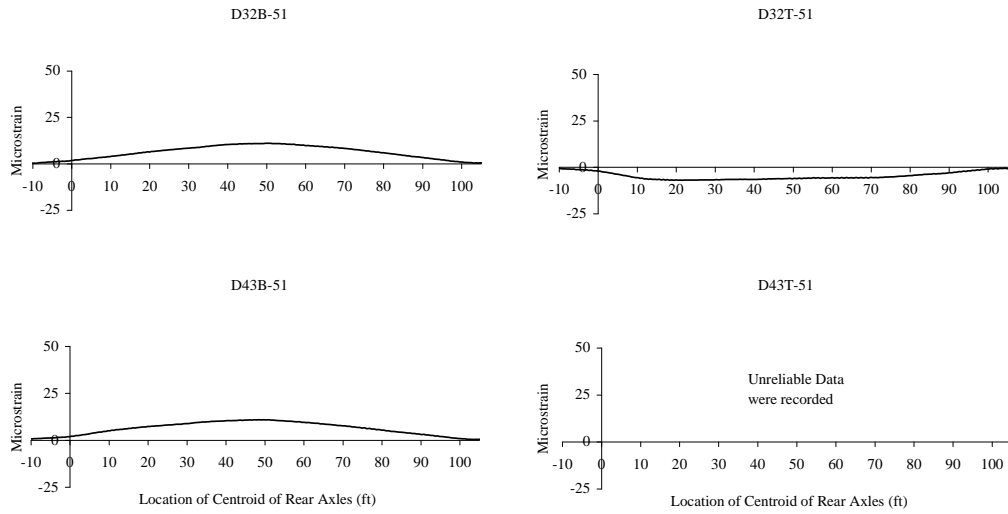 D32B-51
50
25
0
-25
Microstrain
-10 0 10 20 30 40 50 60 70 80 90 100
D32T-51
50
25
0
-25
Microstrain
-10 0 10 20 30 40 50 60 70 80 90 100
D43B-51
50
25
0
-25
Microstrain
-10 0 10 20 30 40 50 60 70 80 90 100
Location of Centroid of Rear Axles (ft)
D43T-51
50
25
0
-25
Microstrain
Unreliable Data
were recorded
-10 0 10 20 30 40 50 60 70 80 90 100
Location of Centroid of Rear Axles (ft)